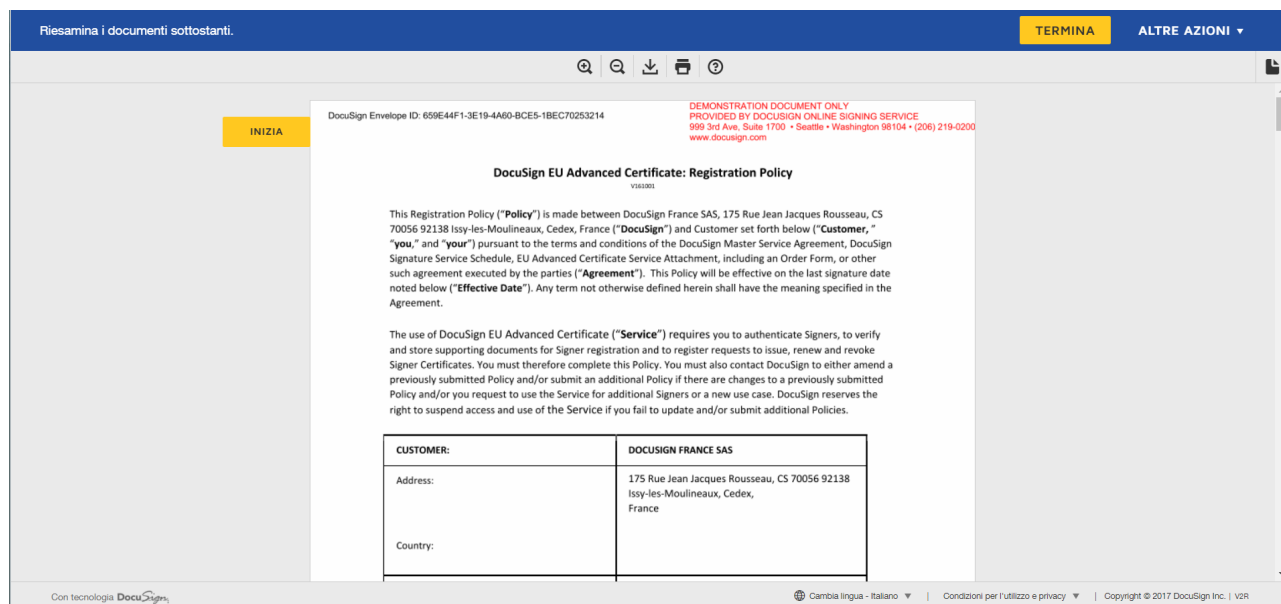 Riesamina i documenti sottostanti.
TERMINA
ALTRE AZIONI
INIZIA
DocuSign Envelope ID: 659E44F1-3E19-4A60-BCE5-1BEC70253214
DEMONSTRATION DOCUMENT ONLY
PROVIDED BY DOCUSIGN ONLINE SIGNING SERVICE
999 3rd Ave, Suite 1700 • Seattle • Washington 98104 • (206) 219-0200
www.docusign.com
DocuSign EU Advanced Certificate: Registration Policy
V161001
This Registration Policy (“Policy”) is made between DocuSign France SAS, 175 Rue Jean Jacques Rousseau, CS
70056 92138 Issy-les-Moulineaux, Cedex, France (“DocuSign”) and Customer set forth below (“Customer, ”
“you,” and “your”) pursuant to the terms and conditions of the DocuSign Master Service Agreement, DocuSign
Signature Service Schedule, EU Advanced Certificate Service Attachment, including an Order Form, or other
such agreement executed by the parties (“Agreement”). This Policy will be effective on the last signature date
noted below (“Effective Date”). Any term not otherwise defined herein shall have the meaning specified in the
Agreement.
The use of DocuSign EU Advanced Certificate (“Service”) requires you to authenticate Signers, to verify
and store supporting documents for Signer registration and to register requests to issue, renew and revoke
Signer Certificates. You must therefore complete this Policy. You must also contact DocuSign to either amend a
previously submitted Policy and/or submit an additional Policy if there are changes to a previously submitted
Policy and/or you request to use the Service for additional Signers or a new use case. DocuSign reserves the
right to suspend access and use of the Service if you fail to update and/or submit additional Policies.
CUSTOMER:
DOCUSIGN FRANCE SAS
Address:
175 Rue Jean Jacques Rousseau, CS 70056 92138
Issy-les-Moulineaux, Cedex,
France
Country:
Con tecnologia DocuSign
Cambia lingua - Italiano | Condizioni per l'utilizzo e privacy | Copyright © 2017 DocuSign Inc. | V2R